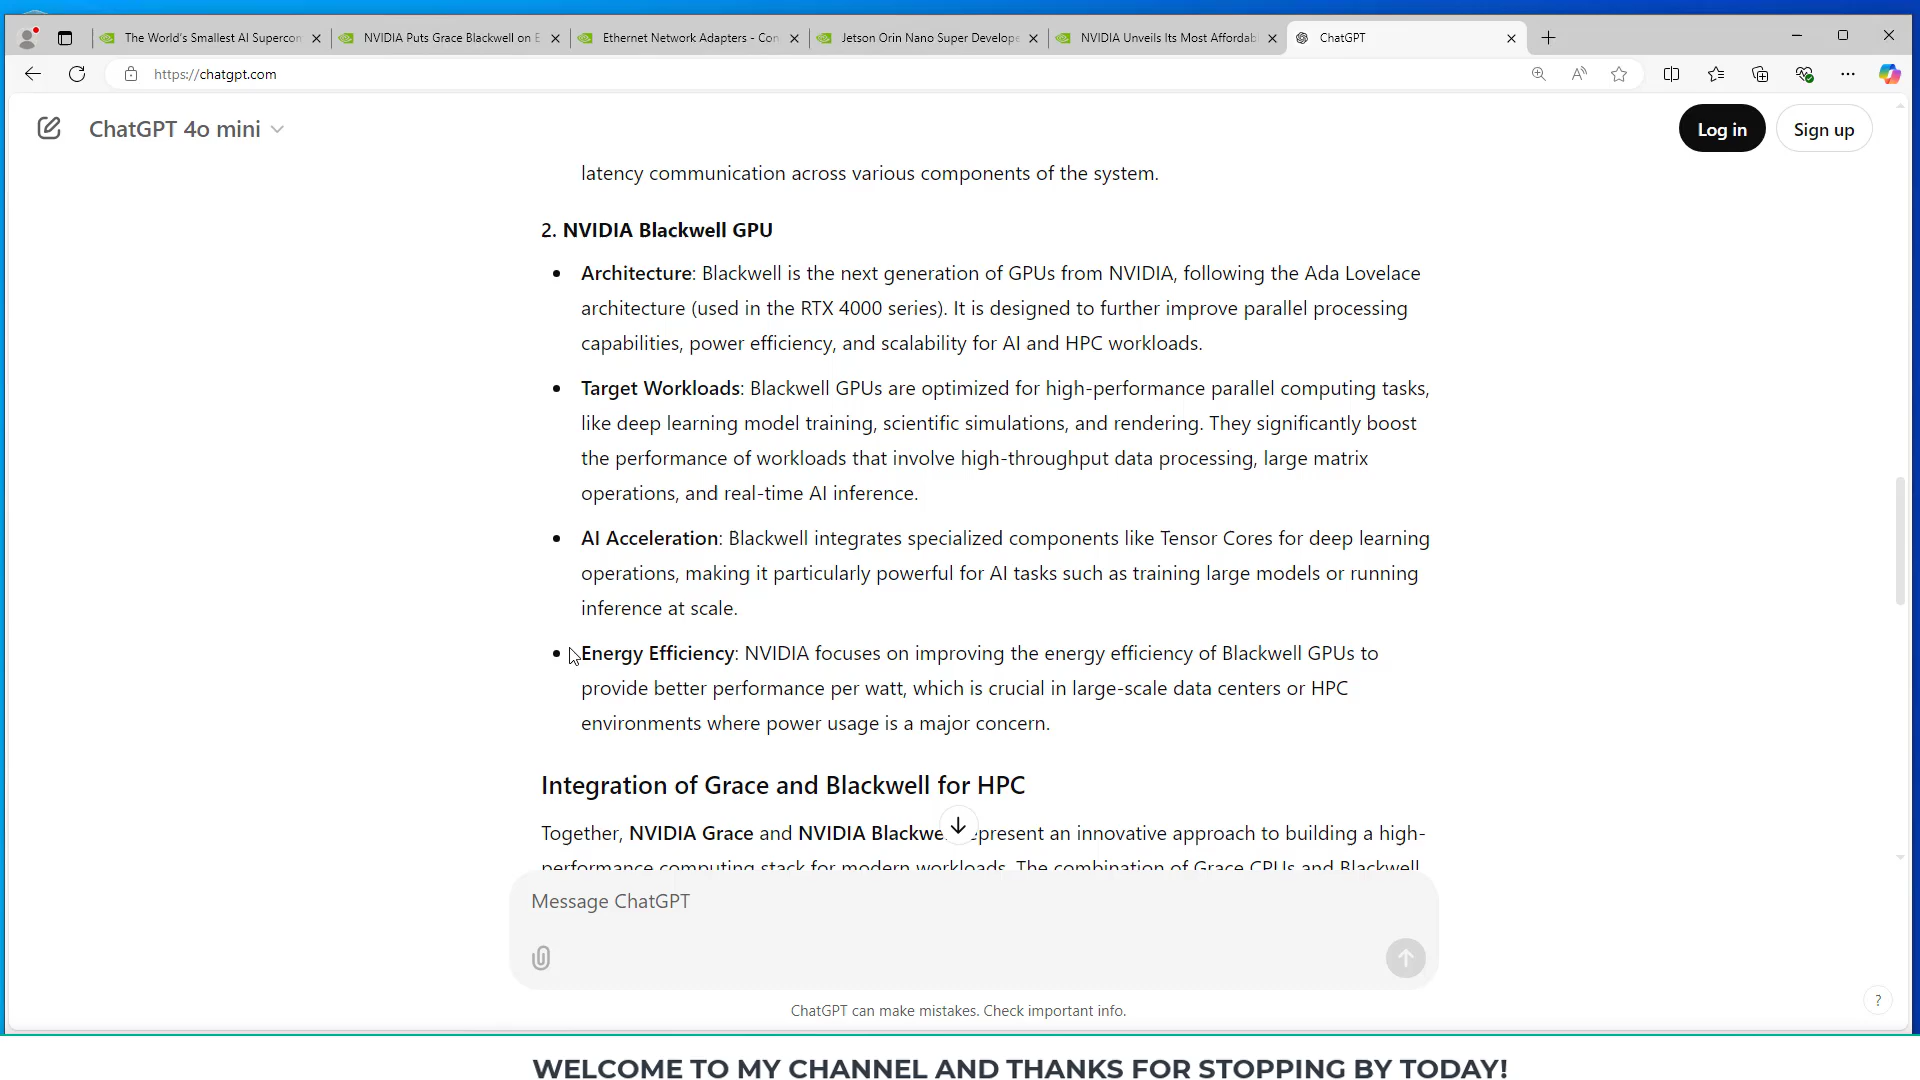 The World's Smallest AI Supercom
NVIDIA Puts Grace Blackwell on E
Ethernet Network Adapters - Con
Jetson Orin Nano Super Develope
NVIDIA Unveils Its Most Affordab
ChatGPT
https://chatgpt.com
ChatGPT 4o mini
Log in
Sign up
latency communication across various components of the system.
2. NVIDIA Blackwell GPU
Architecture: Blackwell is the next generation of GPUs from NVIDIA, following the Ada Lovelace
architecture (used in the RTX 4000 series). It is designed to further improve parallel processing
capabilities, power efficiency, and scalability for AI and HPC workloads.
Target Workloads: Blackwell GPUs are optimized for high-performance parallel computing tasks,
like deep learning model training, scientific simulations, and rendering. They significantly boost
the performance of workloads that involve high-throughput data processing, large matrix
operations, and real-time AI inference.
AI Acceleration: Blackwell integrates specialized components like Tensor Cores for deep learning
operations, making it particularly powerful for AI tasks such as training large models or running
inference at scale.
Energy Efficiency: NVIDIA focuses on improving the energy efficiency of Blackwell GPUs to
provide better performance per watt, which is crucial in large-scale data centers or HPC
environments where power usage is a major concern.
Integration of Grace and Blackwell for HPC
Together, NVIDIA Grace and NVIDIA Blackwe epresent an innovative approach to building a high-
performance computing stack for modern workloads. The combination of Grace CPUs and Blackwell
Message ChatGPT
ChatGPT can make mistakes. Check important info.
?
WELCOME TO MY CHANNEL AND THANKS FOR STOPPING BY TODAY!